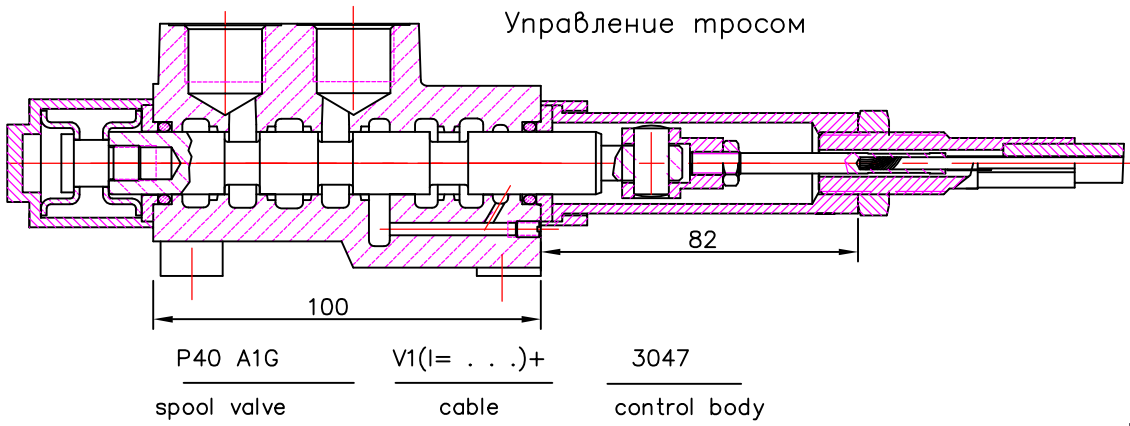 Управление тросом
82
100
P40 A1G V1(l= . . .)+ 3047
spool valve cable control body